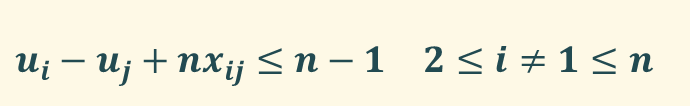 uᵢ − uⱼ + nxᵢⱼ ≤ n − 1 2 ≤ i ≠ 1 ≤ n